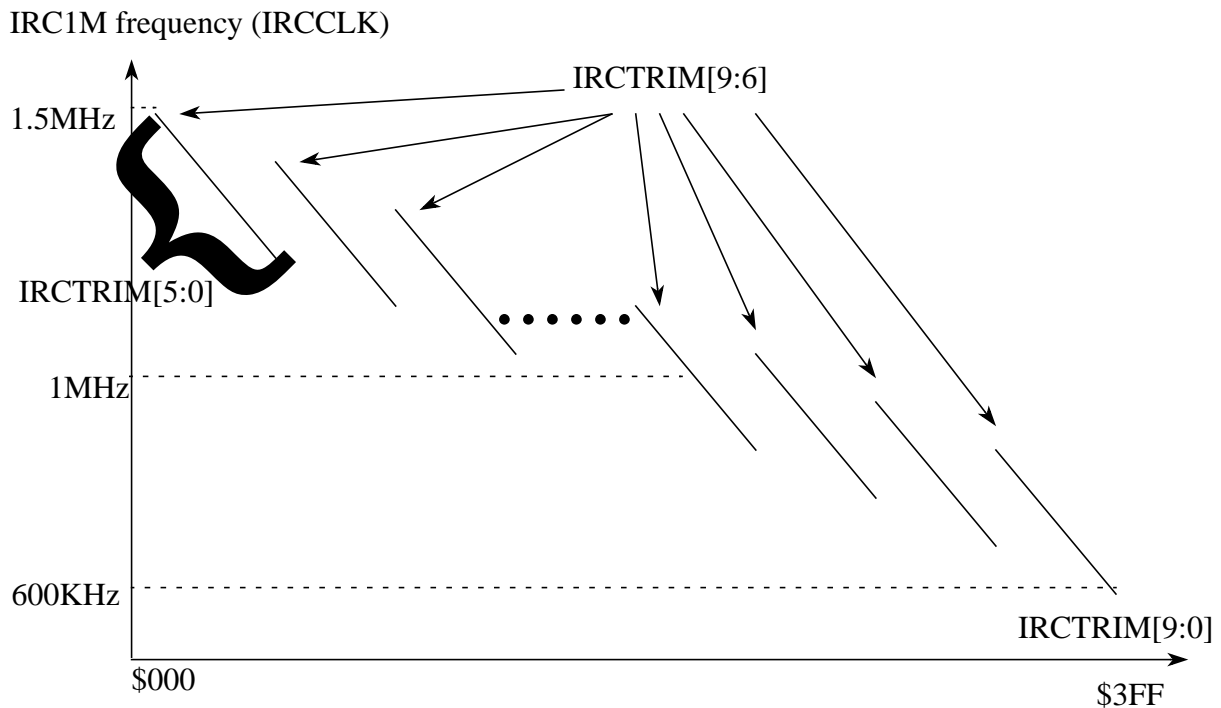 IRC1M frequency (IRCCLK)
IRCTRIM[9:6]
1.5MHz
IRCTRIM[5:0]
1MHz
600KHz
IRCTRIM[9:0]
$000
$3FF